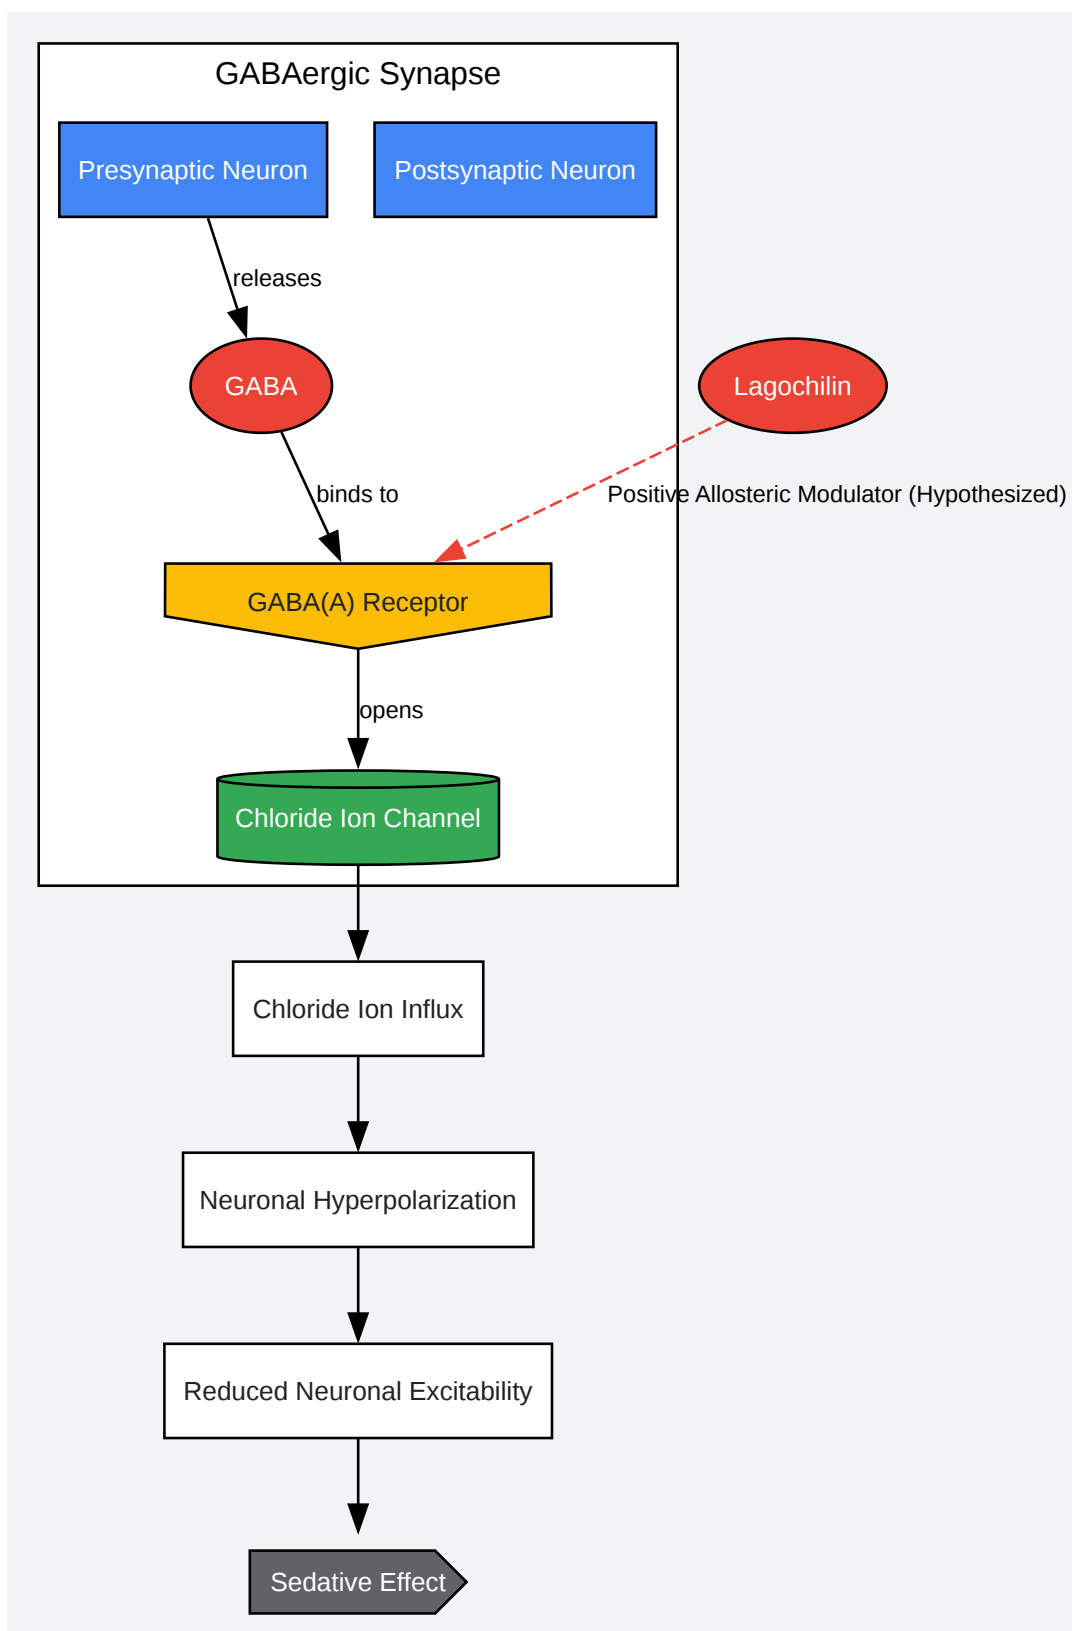 GABAergic Synapse
Presynaptic Neuron
Postsynaptic Neuron
releases
GABA
Lagochilin
binds to
Positive Allosteric Modulator (Hypothesized)
GABA(A) Receptor
opens
Chloride Ion Channel
Chloride Ion Influx
Neuronal Hyperpolarization
Reduced Neuronal Excitability
Sedative Effect